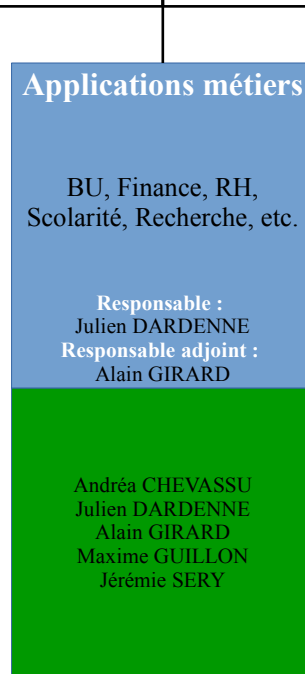 Applications métiers
BU, Finance, RH,
Scolarité, Recherche, etc.
Responsable :
Julien DARDENNE
Responsable adjoint :
Alain GIRARD
Andréa CHEVASSU
Julien DARDENNE
Alain GIRARD
Maxime GUILLON
Jérémie SERY